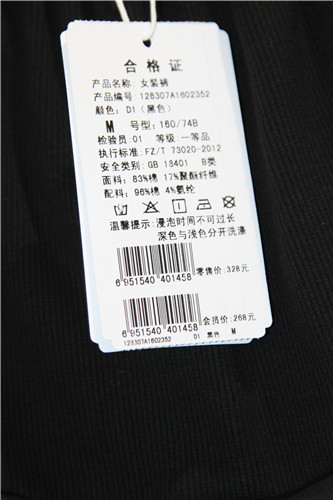 合格证
产品名称: 女装裤
产品编号: 128307A1602352
颜色: D1 (黑色)
M 号型: 160/74B
检验员:01 等级: 一等品
执行标准: FZ/T 73020-2012
安全类别: GB 18401 B类
面料: 83%棉 17%聚酯纤维
配料: 96%棉 4%氨纶
温馨提示: 浸泡时间不可过长
深色与浅色分开洗涤
零售价: 328元
6 951540 401458
会员价: 268元
6 951540 401458
128307A1602352 D1 黑色 M